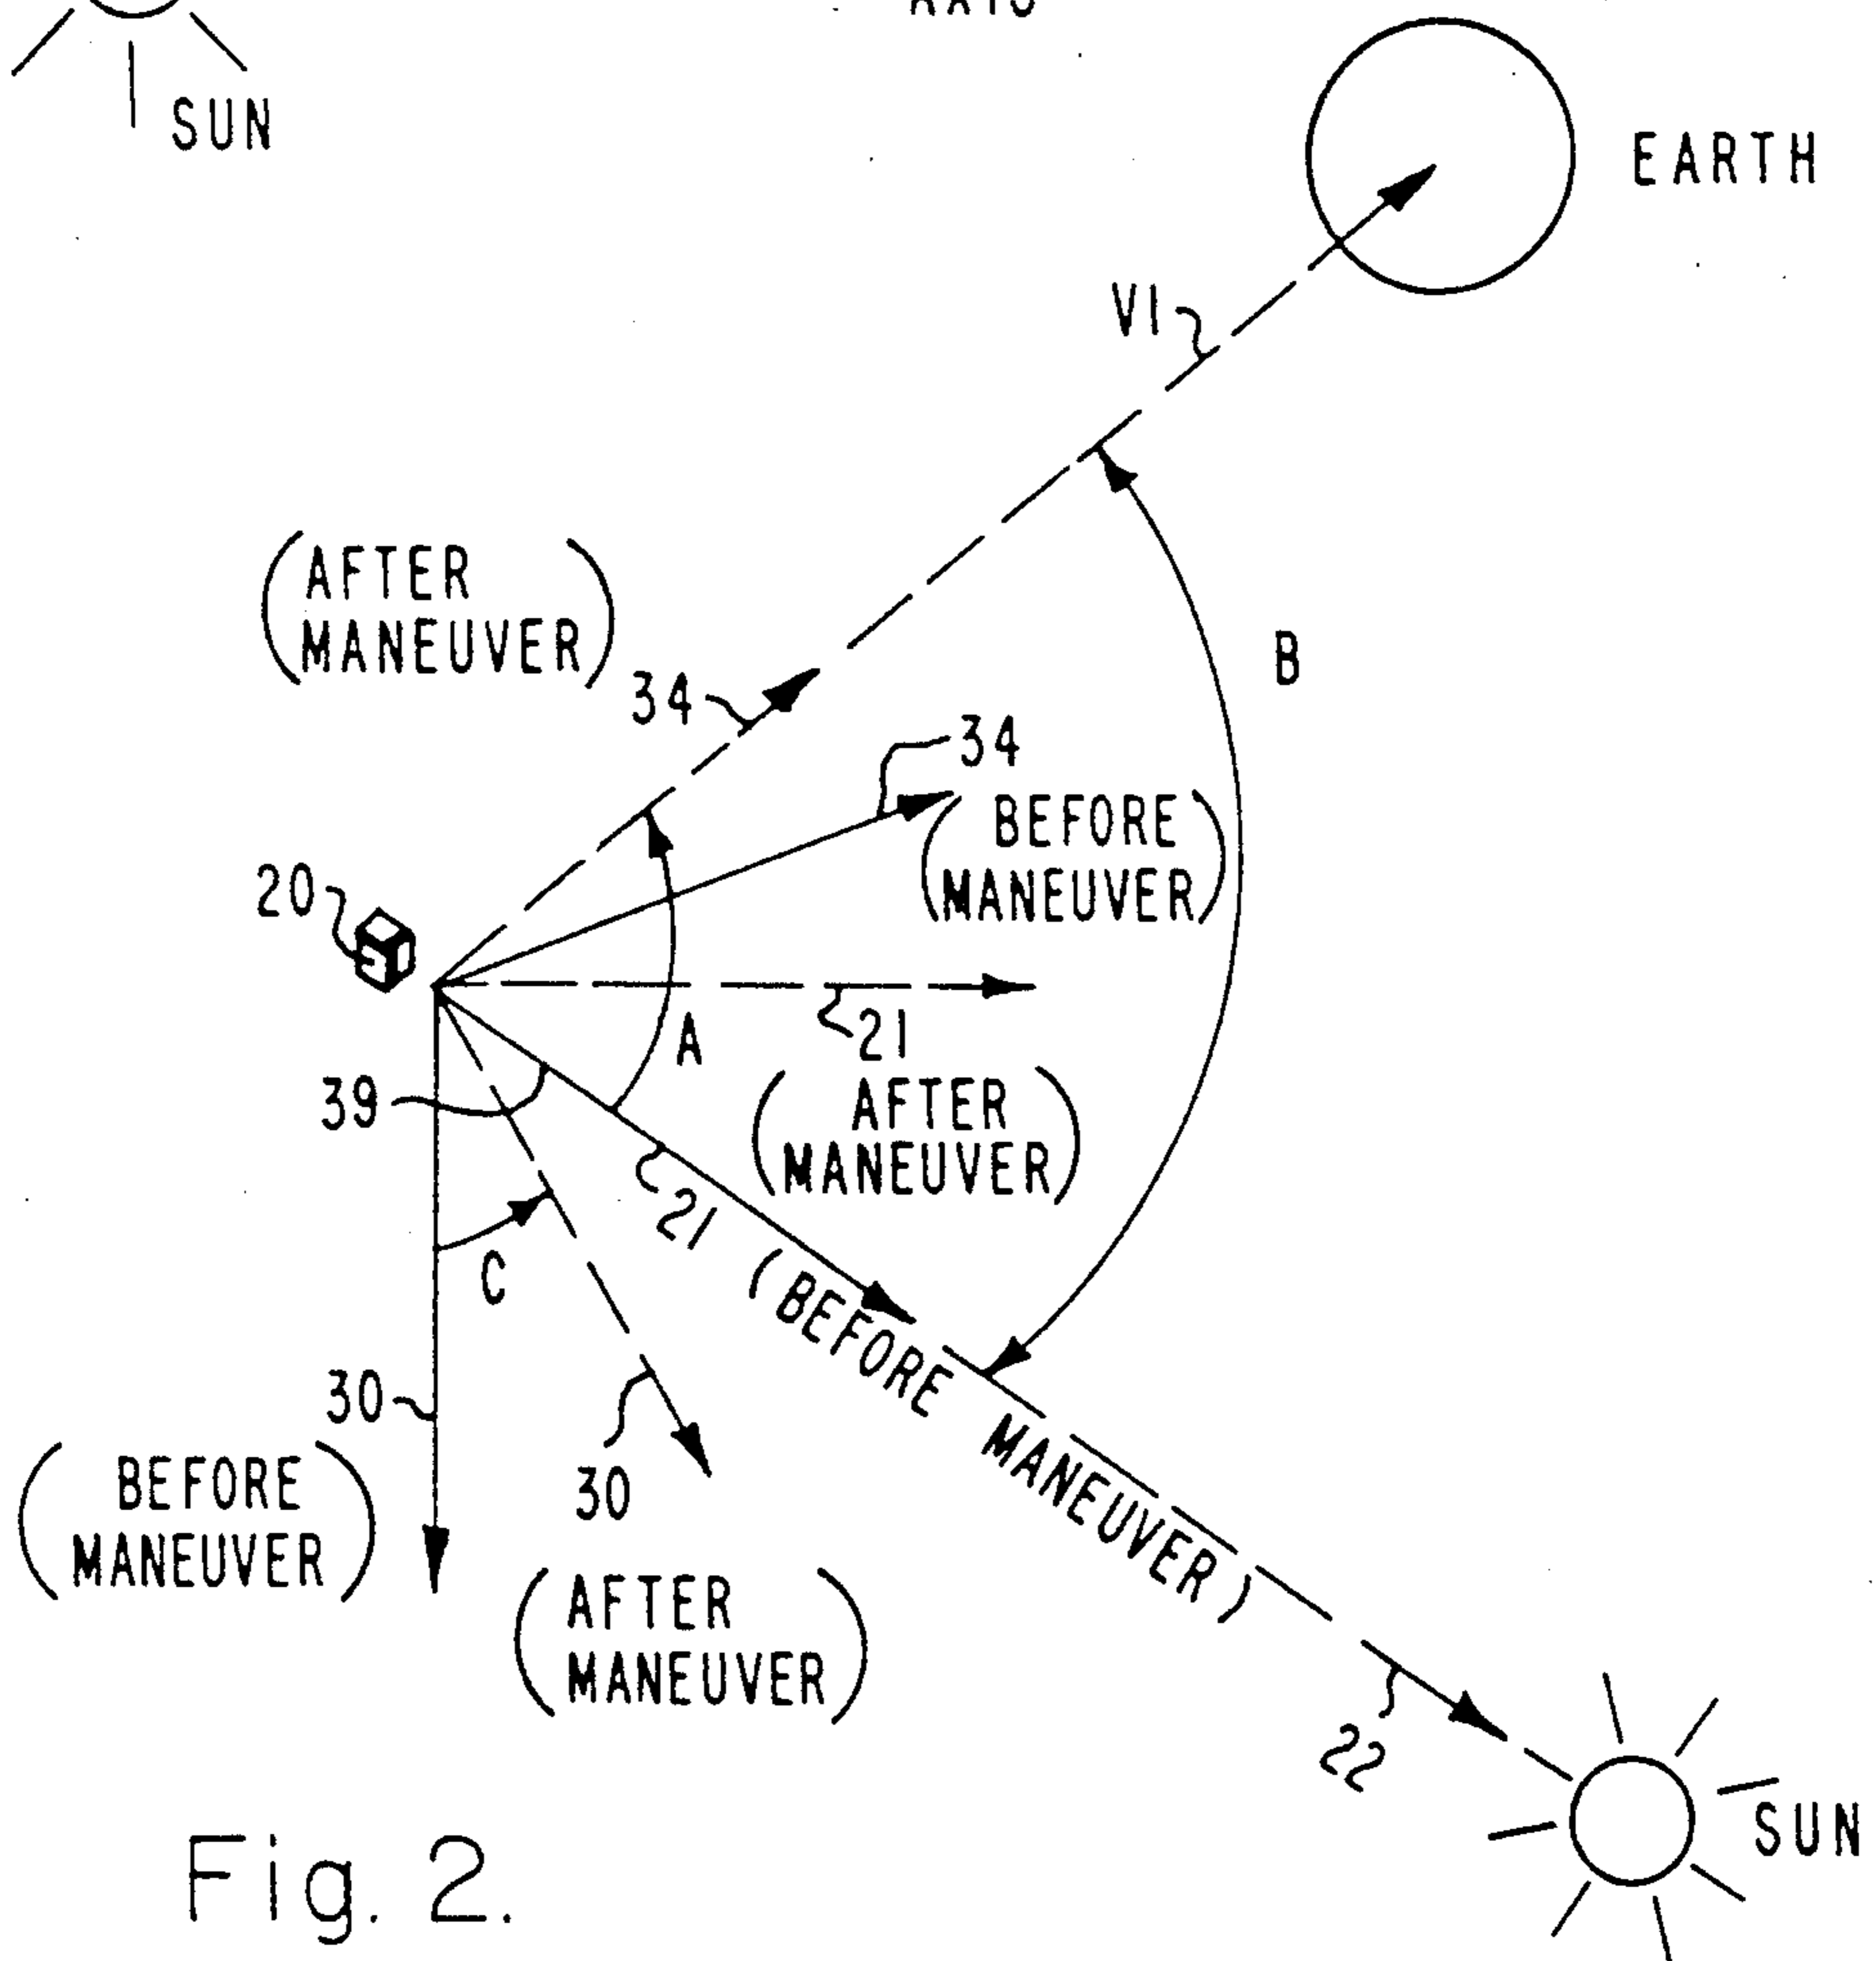 SUN
EARTH
V1
B
(AFTER
MANEUVER)
34
34
(BEFORE
MANEUVER)
20
21
A
(AFTER
MANEUVER)
39
21 (BEFORE MANEUVER)
C
30
(BEFORE
MANEUVER)
30
(AFTER
MANEUVER)
22
SUN
Fig. 2.